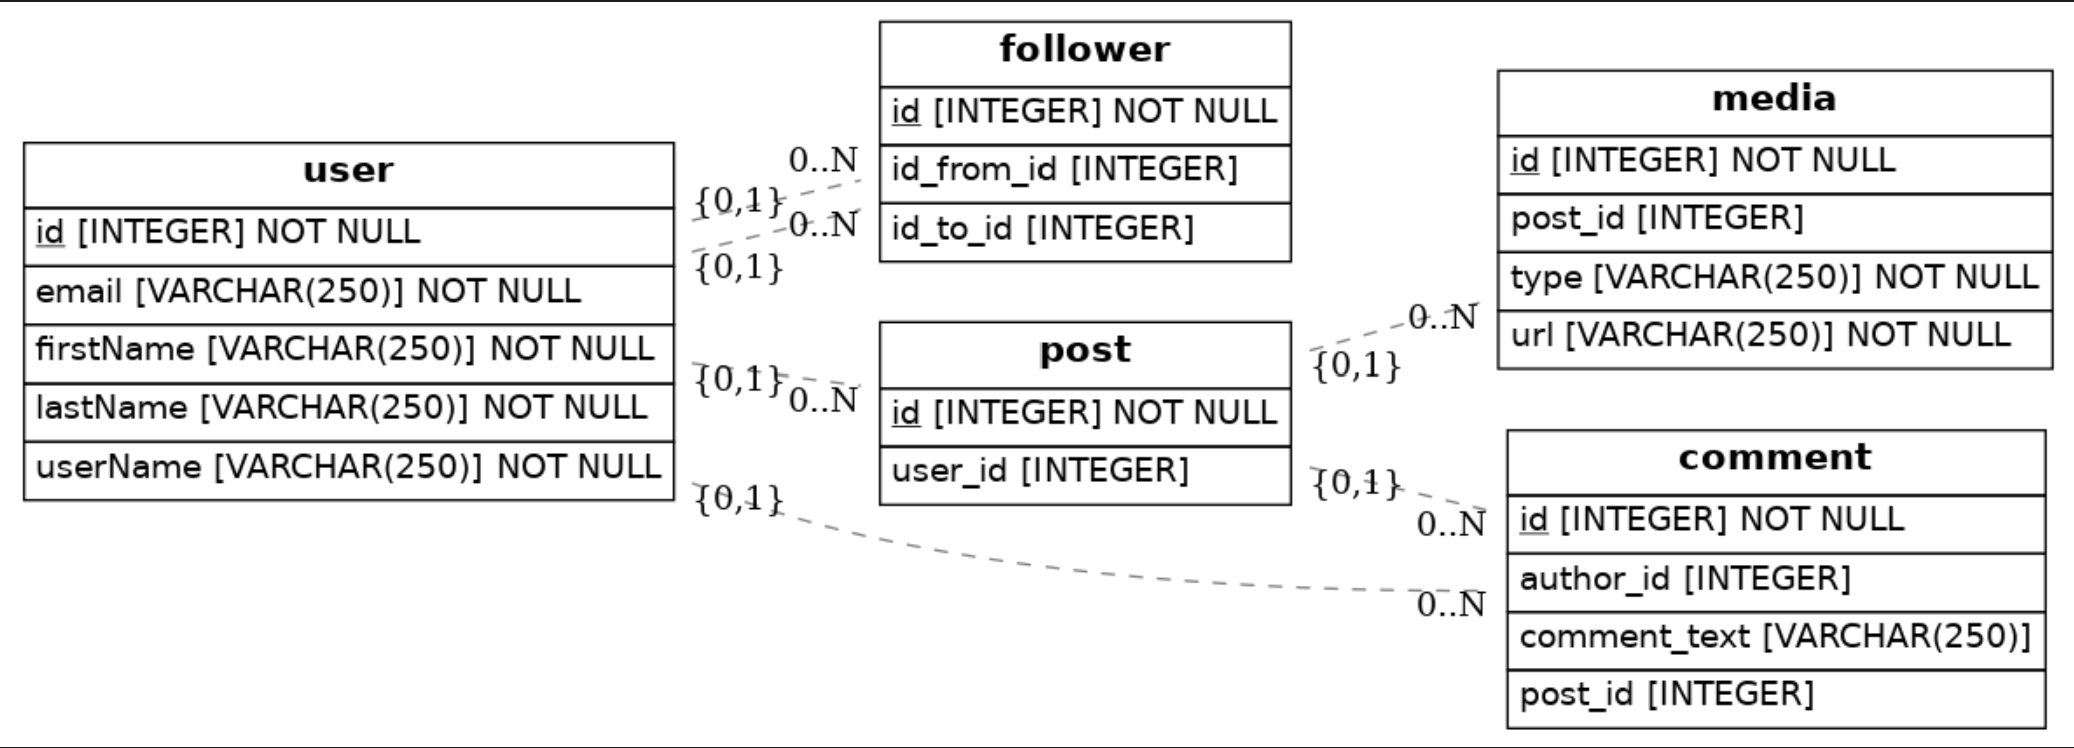 user
id [INTEGER] NOT NULL
email [VARCHAR(250)] NOT NULL
firstName [VARCHAR(250)] NOT NULL
lastName [VARCHAR(250)] NOT NULL
userName [VARCHAR(250)] NOT NULL
{0,1}
0..N
{0,1}
0..N
{0,1}
0..N
{0,1}
0..N
follower
id [INTEGER] NOT NULL
id_from_id [INTEGER]
id_to_id [INTEGER]
post
id [INTEGER] NOT NULL
user_id [INTEGER]
{0,1}
0..N
{0,1}
0..N
media
id [INTEGER] NOT NULL
post_id [INTEGER]
type [VARCHAR(250)] NOT NULL
url [VARCHAR(250)] NOT NULL
comment
id [INTEGER] NOT NULL
author_id [INTEGER]
comment_text [VARCHAR(250)]
post_id [INTEGER]